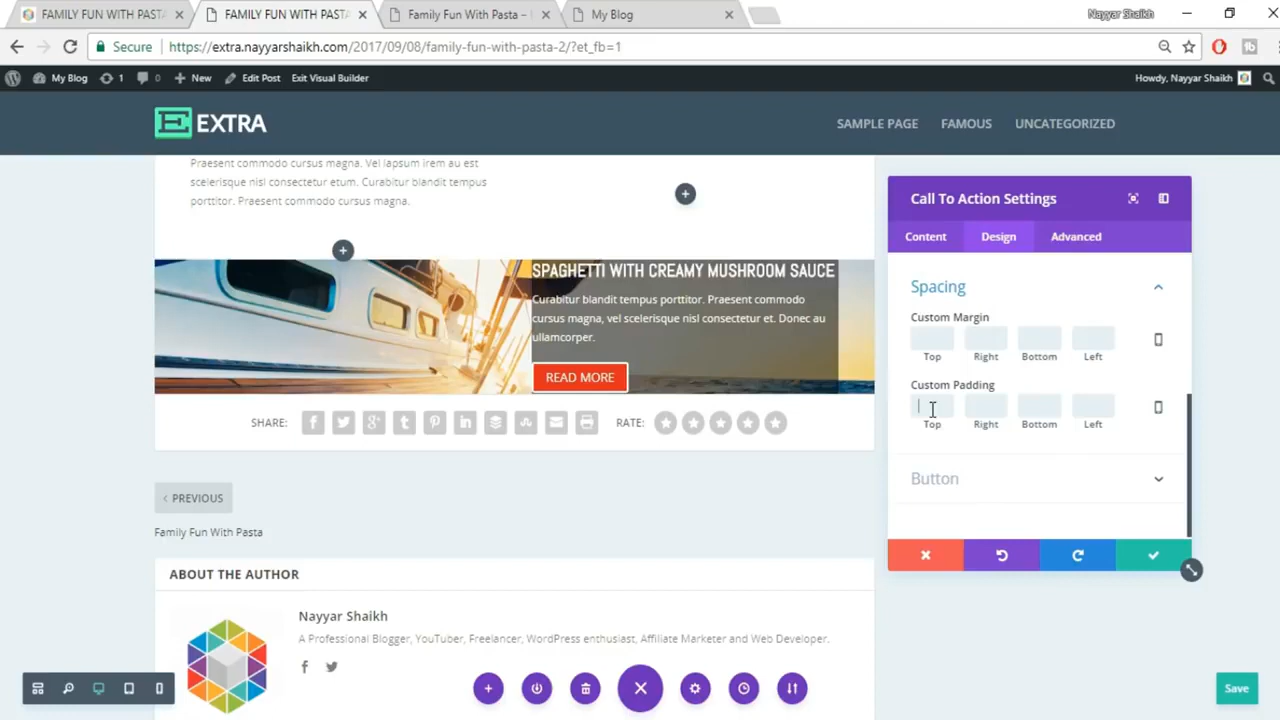 FAMILY FUN WITH PASTA
FAMILY FUN WITH PASTA
Family Fun With Pasta –
My Blog
Nayyar Shaikh
Secure
https://extra.nayyarshaikh.com/2017/09/08/family-fun-with-pasta-2/?et_fb=1
My Blog
1
0
New
Edit Post
Exit Visual Builder
Howdy, Nayyar Shaikh
EXTRA
SAMPLE PAGE
FAMOUS
UNCATEGORIZED
Praesent commodo cursus magna. Vel lapsum irem au est
scelerisque nisl consectetur etum. Curabitur blandit tempus
porttitor. Praesent commodo cursus magna.
SPAGHETTI WITH CREAMY MUSHROOM SAUCE
Curabitur blandit tempus porttitor. Praesent commodo
cursus magna, vel scelerisque nisl consectetur et. Donec au
ullamcorper.
READ MORE
SHARE:
RATE:
PREVIOUS
Family Fun With Pasta
ABOUT THE AUTHOR
Nayyar Shaikh
A Professional Blogger, YouTuber, Freelancer, WordPress enthusiast, Affiliate Marketer and Web Developer.
Call To Action Settings
Content
Design
Advanced
Spacing
Custom Margin
Top
Right
Bottom
Left
Custom Padding
Top
Right
Bottom
Left
Button
Save